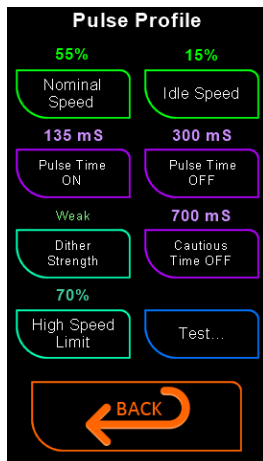 Pulse Profile
55% 15%
Nominal
Speed
Idle Speed
135 mS 300 mS
Pulse Time
ON
Pulse Time
OFF
Weak 700 mS
Dither
Strength
Cautious
Time OFF
70%
High Speed
Limit
Test...
BACK